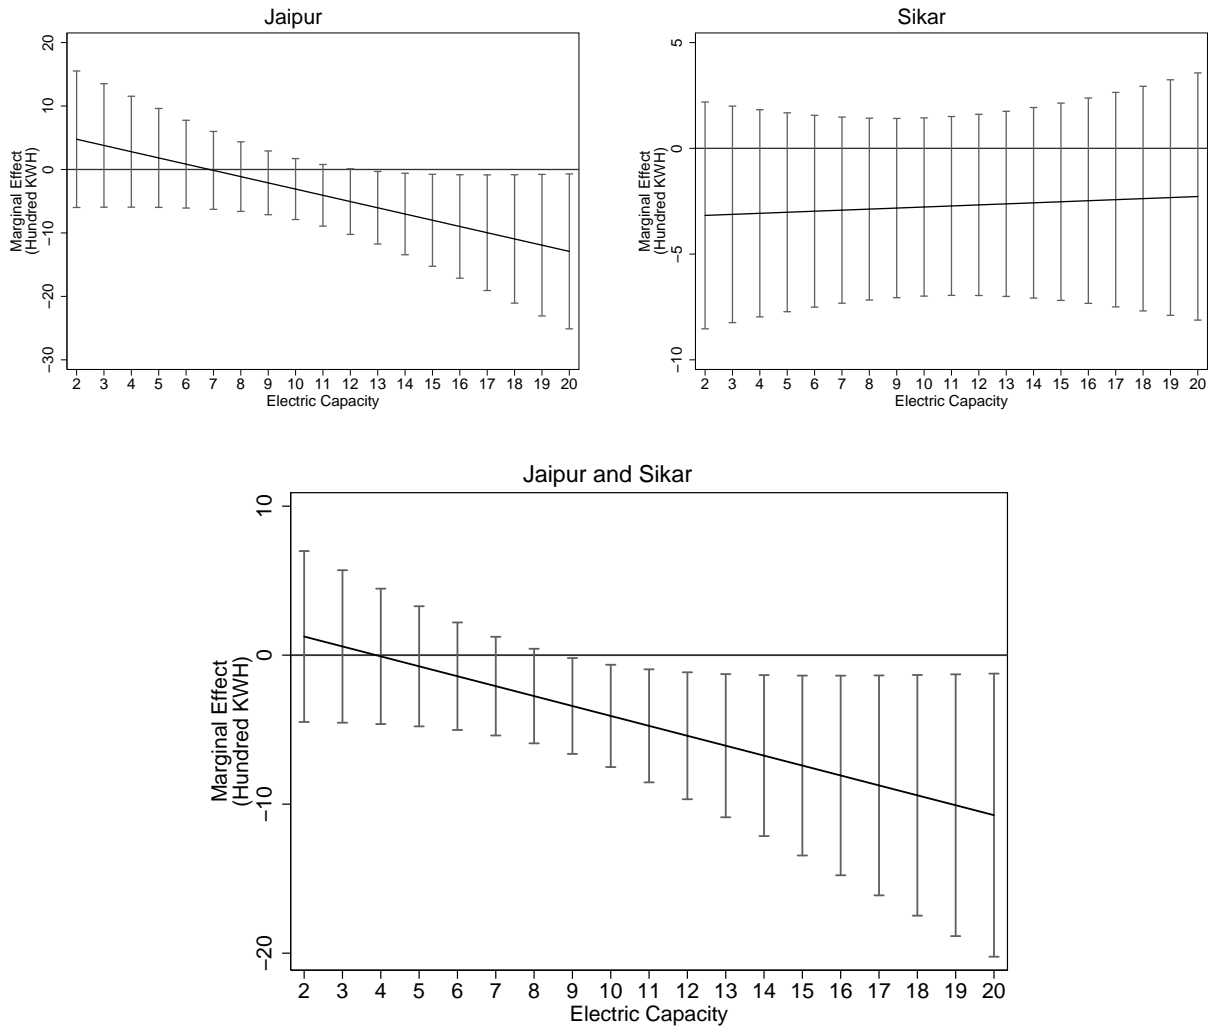 Jaipur
20
10
0
−10
−20
−30
Marginal Effect
(Hundred KWH)
2 3 4 5 6 7 8 9 10 11 12 13 14 15 16 17 18 19 20
Electric Capacity
Sikar
5
0
−5
−10
Marginal Effect
(Hundred KWH)
2 3 4 5 6 7 8 9 10 11 12 13 14 15 16 17 18 19 20
Electric Capacity
Jaipur and Sikar
10
0
−10
−20
Marginal Effect
(Hundred KWH)
2 3 4 5 6 7 8 9 10 11 12 13 14 15 16 17 18 19 20
Electric Capacity